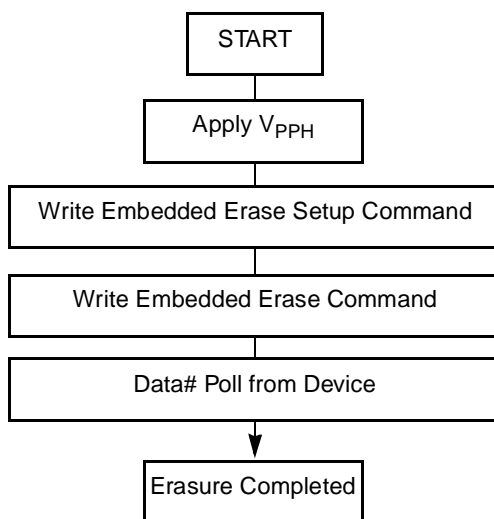 START
Apply VPPH
Write Embedded Erase Setup Command
Write Embedded Erase Command
Data# Poll from Device
Erasure Completed